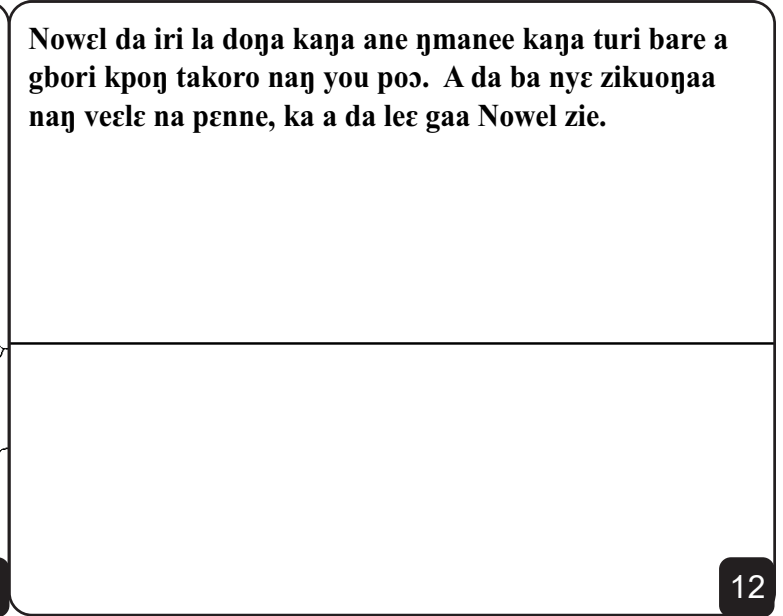 Nowɛl da iri la doŋa kaŋa ane ŋmanee kaŋa turi bare a
gbori kpoŋ takoro naŋ you poɔ. A da ba nyɛ zikuoŋaa
naŋ veɛlɛ na pɛnne, ka a da leɛ gaa Nowel zie.
12